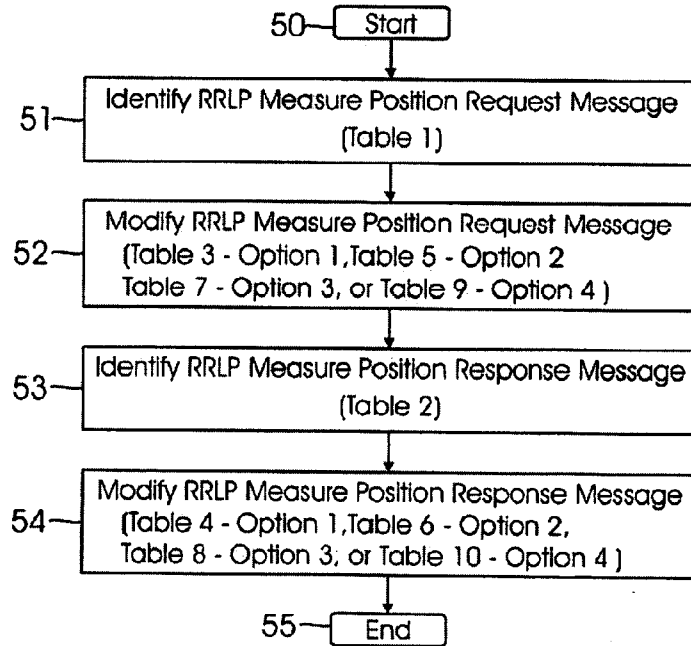 50 Start
51 Identify RRLP Measure Position Request Message
(Table 1)
52 Modify RRLP Measure Position Request Message
(Table 3 - Option 1, Table 5 - Option 2
Table 7 - Option 3, or Table 9 - Option 4)
53 Identify RRLP Measure Position Response Message
(Table 2)
54 Modify RRLP Measure Position Response Message
(Table 4 - Option 1, Table 6 - Option 2,
Table 8 - Option 3, or Table 10 - Option 4)
55 End